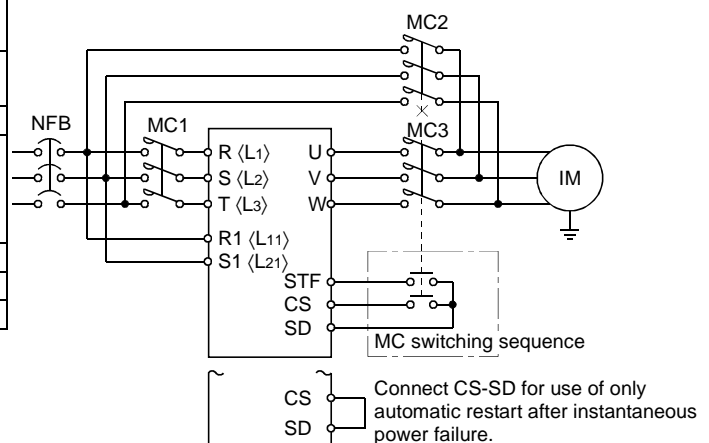 MC2
NFB
MC1
MC3
R ⟨L1⟩
S ⟨L2⟩
T ⟨L3⟩
R1 ⟨L11⟩
S1 ⟨L21⟩
U
V
W
IM
STF
CS
SD
MC switching sequence
CS
SD
Connect CS-SD for use of only
automatic restart after instantaneous
power failure.